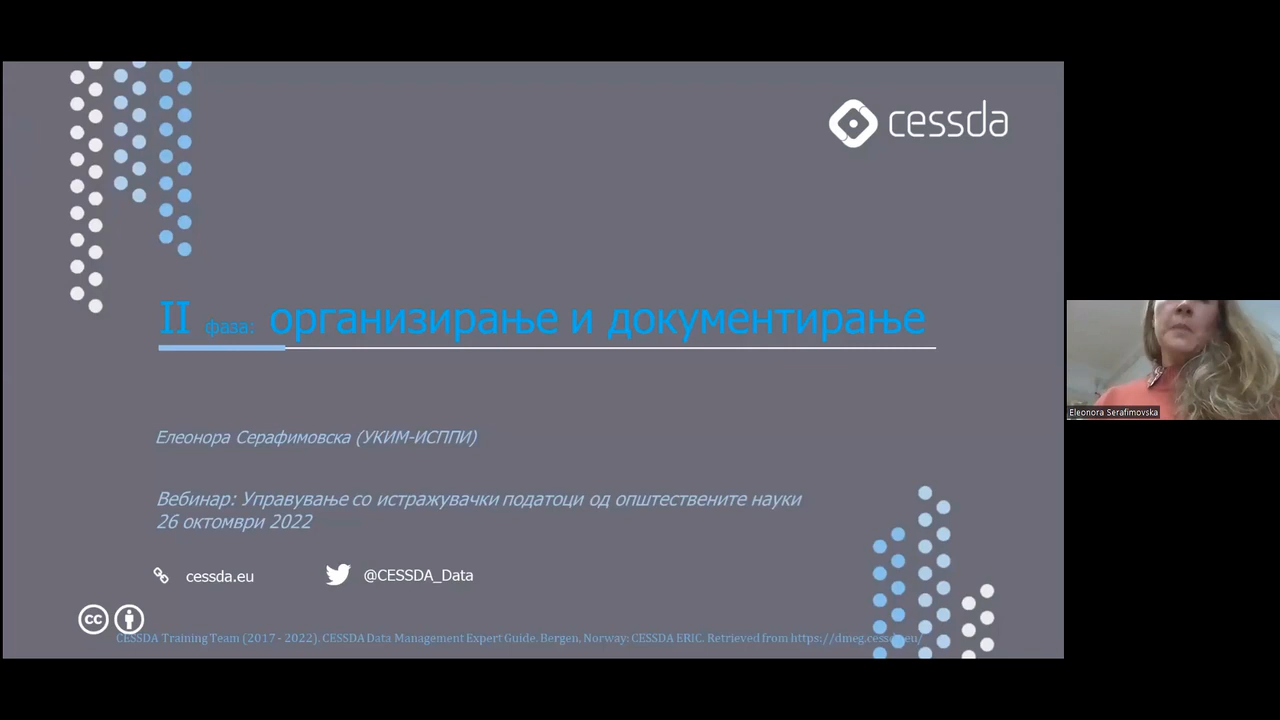 cessda
II фаза: организирање и документирање
Eleonora Serafimovska
Елеонора Серафимовска (УКИМ-ИСППИ)
Вебинар: Управување со истражувачки податоци од општествените науки
26 октомври 2022
cessda.eu @CESSDA_Data
cc
CESSDA Training Team (2017 - 2022). CESSDA Data Management Expert Guide. Bergen, Norway: CESSDA ERIC. Retrieved from https://dmeg.cessda.eu/